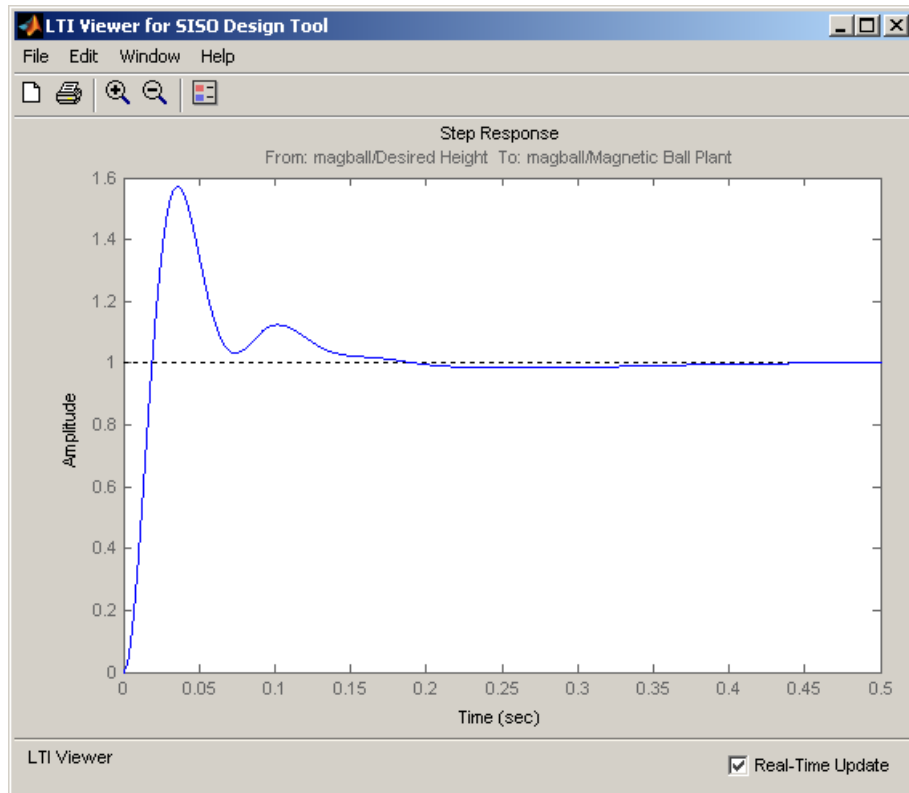 LTI Viewer for SISO Design Tool
File Edit Window Help
Step Response
From: magball/Desired Height To: magball/Magnetic Ball Plant
1.6
1.4
1.2
1
0.8
0.6
0.4
0.2
0
Amplitude
0 0.05 0.1 0.15 0.2 0.25 0.3 0.35 0.4 0.45 0.5
Time (sec)
LTI Viewer
Real-Time Update